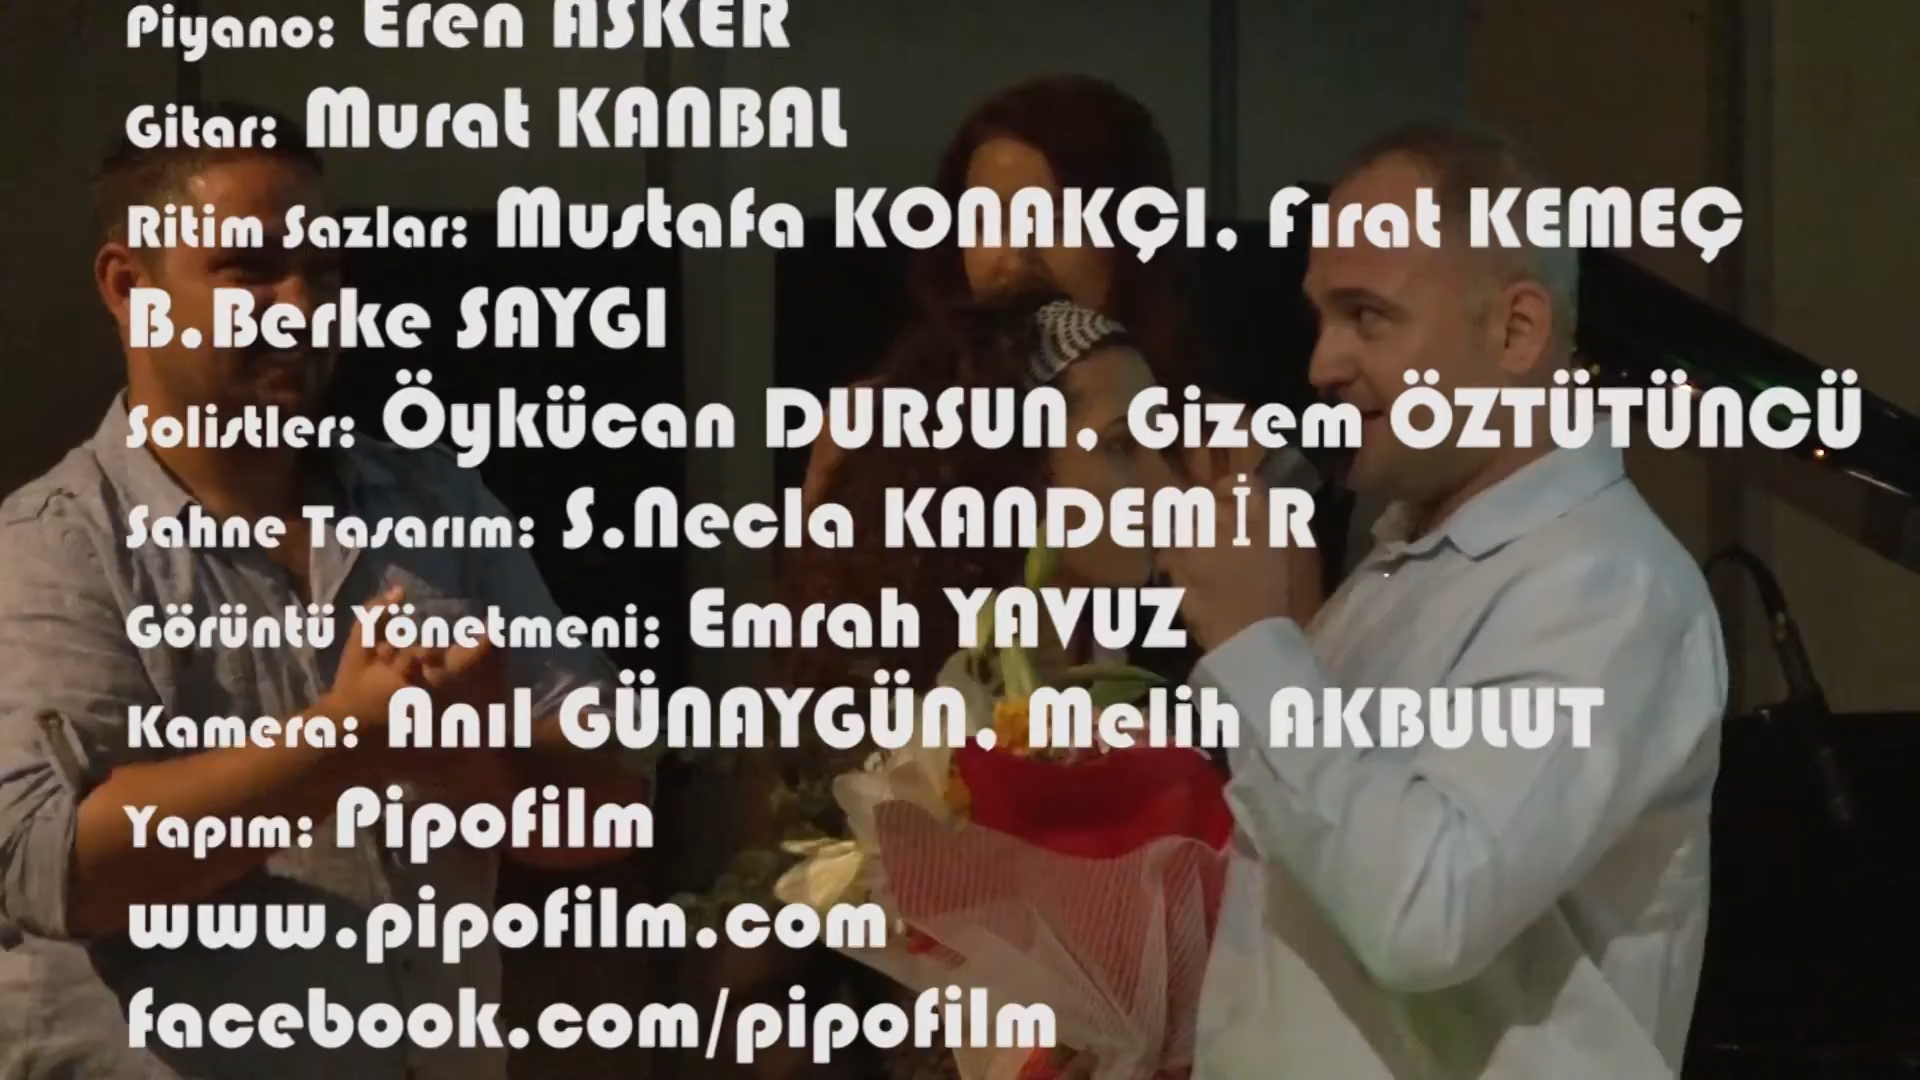 Piyano: Eren ASKER
Gitar: Murat KANBAL
Ritim Sazlar: Mustafa KONAKÇI, Fırat KEMEÇ
B.Berke SAYGI
Solistler: Öykücan DURSUN, Gizem ÖZTÜTÜNCÜ
Sahne Tasarım: S.Necla KANDEMİR
Görüntü Yönetmeni: Emrah YAVUZ
Kamera: Anıl GÜNAYGÜN, Melih AKBULUT
Yapım: Pipofilm
www.pipofilm.com
facebook.com/pipofilm